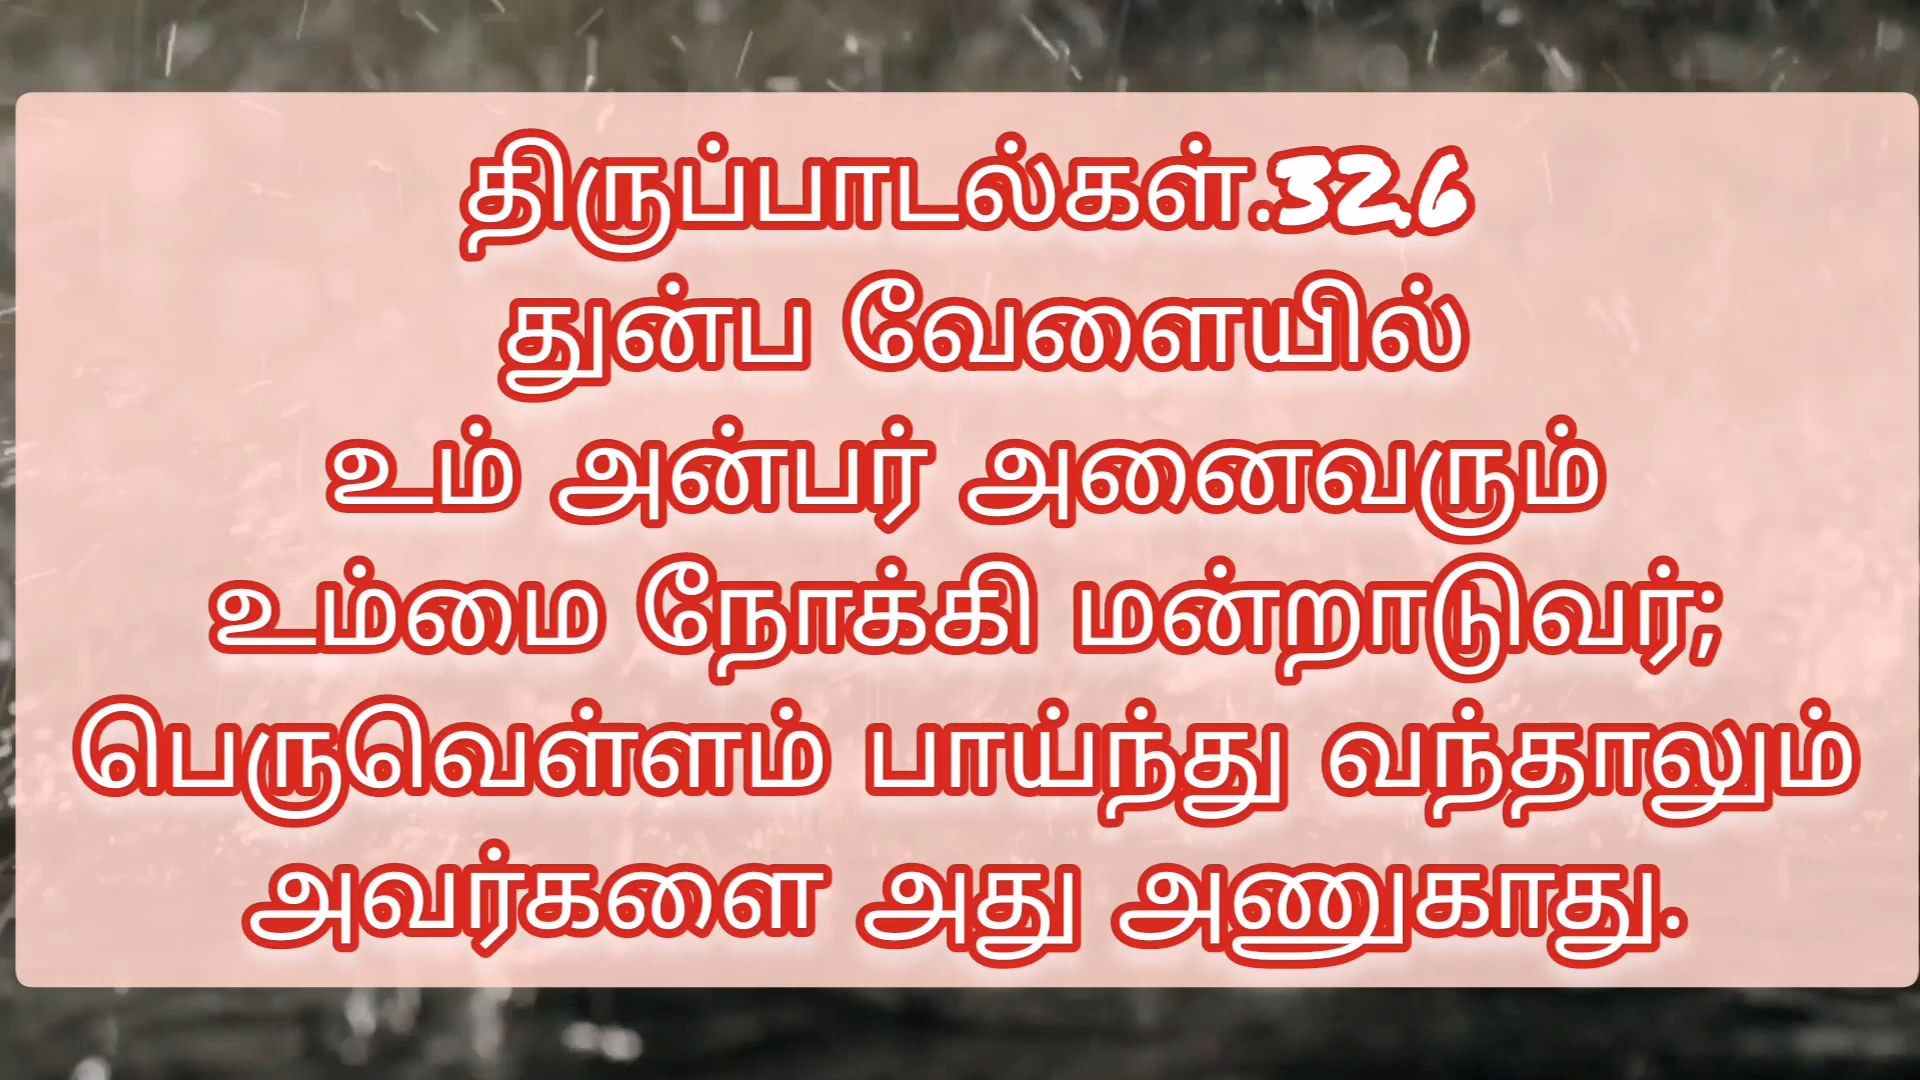 திருப்பாடல்கள்.32.6
துன்ப வேளையில்
உம் அன்பர் அனைவரும்
உம்மை நோக்கி மன்றாடுவர்;
பெருவெள்ளம் பாய்ந்து வந்தாலும்
அவர்களை அது அணுகாது.